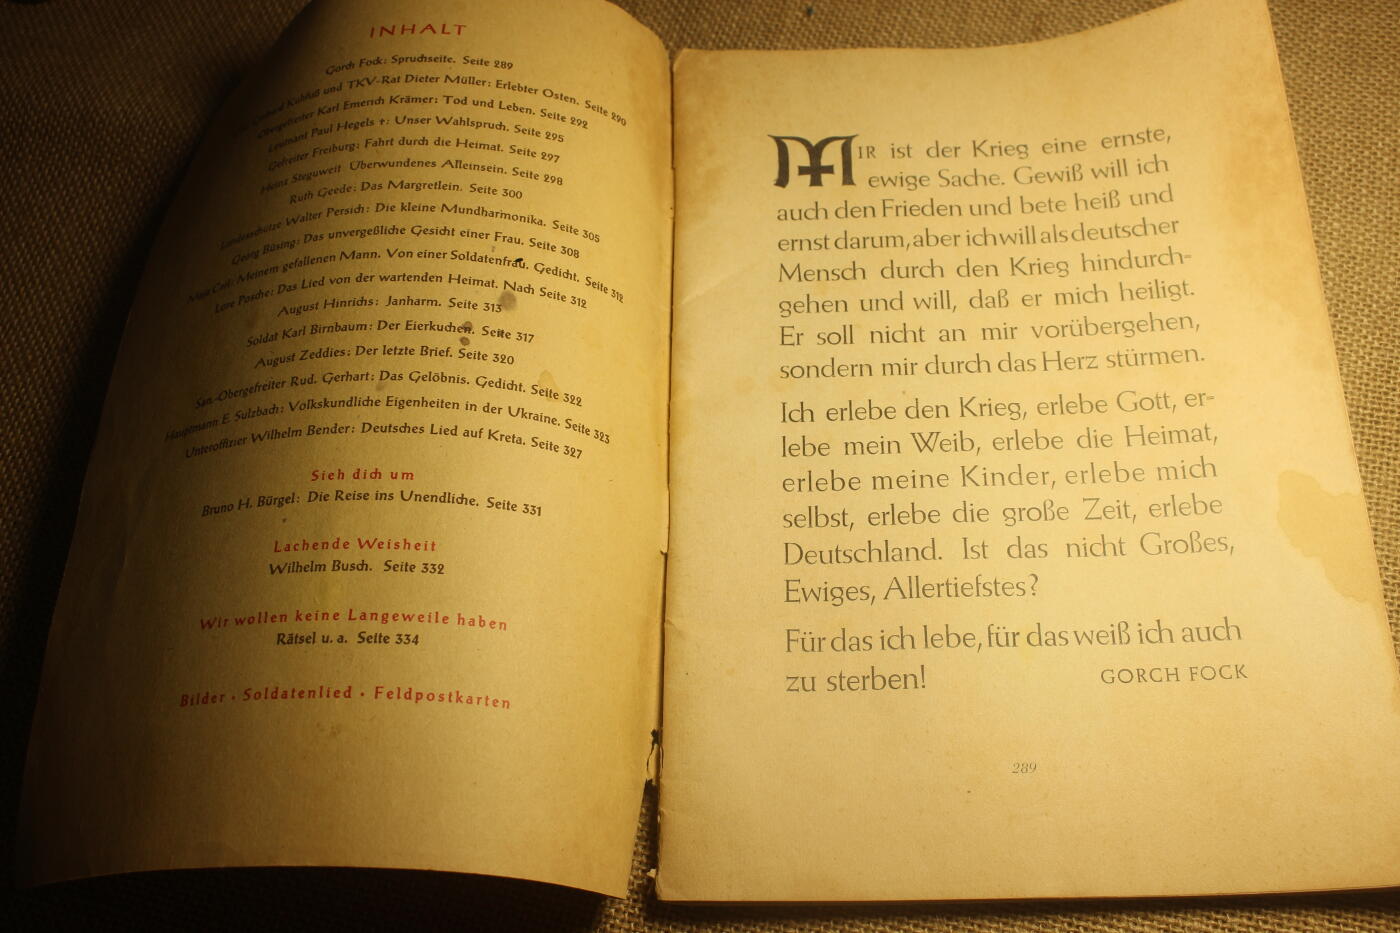 INHALT
Gorch Fock: Spruchseite. Seite 289
Kuhfuß und TKV-Rat Dieter Müller: Erlebter Osten. Seite 290
Obergefreiter Karl Emerich Krämer: Tod und Leben. Seite 292
Leutnant Paul Hegels †: Unser Wahlspruch. Seite 295
Gefreiter Freiburg: Fahrt durch die Heimat. Seite 297
Heinz Steguweit Überwundenes Alleinsein. Seite 298
Ruth Geede: Das Margretlein. Seite 300
Landesschütze Walter Persich: Die kleine Mundharmonika. Seite 305
Georg Büsing: Das unvergeßliche Gesicht einer Frau. Seite 308
Meinem gefallenen Mann. Von einer Soldatenfrau. Gedicht. Seite 312
Lore Posche: Das Lied von der wartenden Heimat. Nach Seite 312
August Hinrichs: Janharm. Seite 313
Soldat Karl Birnbaum: Der Eierkuchen. Seite 317
August Zeddies: Der letzte Brief. Seite 320
San.-Obergefreiter Rud. Gerhart: Das Gelöbnis. Gedicht. Seite 322
Hauptmann E. Sulzbach: Volkskundliche Eigenheiten in der Ukraine. Seite 323
Unteroffizier Wilhelm Bender: Deutsches Lied auf Kreta. Seite 327
Sieh dich um
Bruno H. Bürgel: Die Reise ins Unendliche. Seite 331
Lachende Weisheit
Wilhelm Busch. Seite 332
Wir wollen keine Langeweile haben
Rätsel u. a. Seite 334
Bilder · Soldatenlied · Feldpostkarten
MIR ist der Krieg eine ernste,
ewige Sache. Gewiß will ich
auch den Frieden und bete heiß und
ernst darum, aber ich will als deutscher
Mensch durch den Krieg hindurch-
gehen und will, daß er mich heiligt.
Er soll nicht an mir vorübergehen,
sondern mir durch das Herz stürmen.
Ich erlebe den Krieg, erlebe Gott, er-
lebe mein Weib, erlebe die Heimat,
erlebe meine Kinder, erlebe mich
selbst, erlebe die große Zeit, erlebe
Deutschland. Ist das nicht Großes,
Ewiges, Allertiefstes?
Für das ich lebe, für das weiß ich auch
zu sterben! GORCH FOCK
289